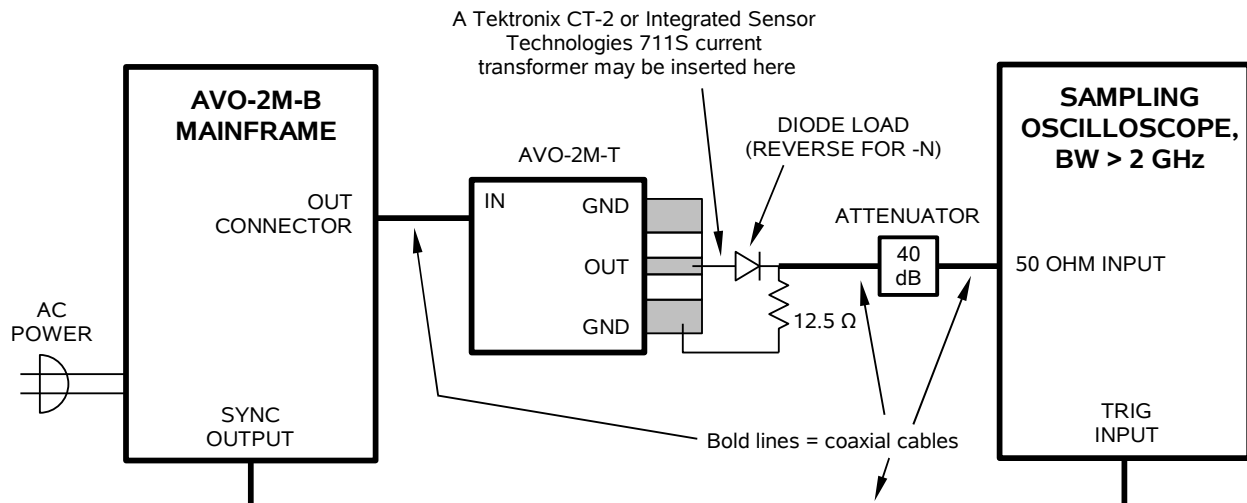 A Tektronix CT-2 or Integrated Sensor
Technologies 711S current
transformer may be inserted here
AVO-2M-B
MAINFRAME
SAMPLING
OSCILLOSCOPE,
BW > 2 GHz
DIODE LOAD
(REVERSE FOR -N)
AVO-2M-T
OUT
CONNECTOR
IN
GND
OUT
GND
ATTENUATOR
40
dB
50 OHM INPUT
12.5 Ω
AC
POWER
SYNC
OUTPUT
Bold lines = coaxial cables
TRIG
INPUT